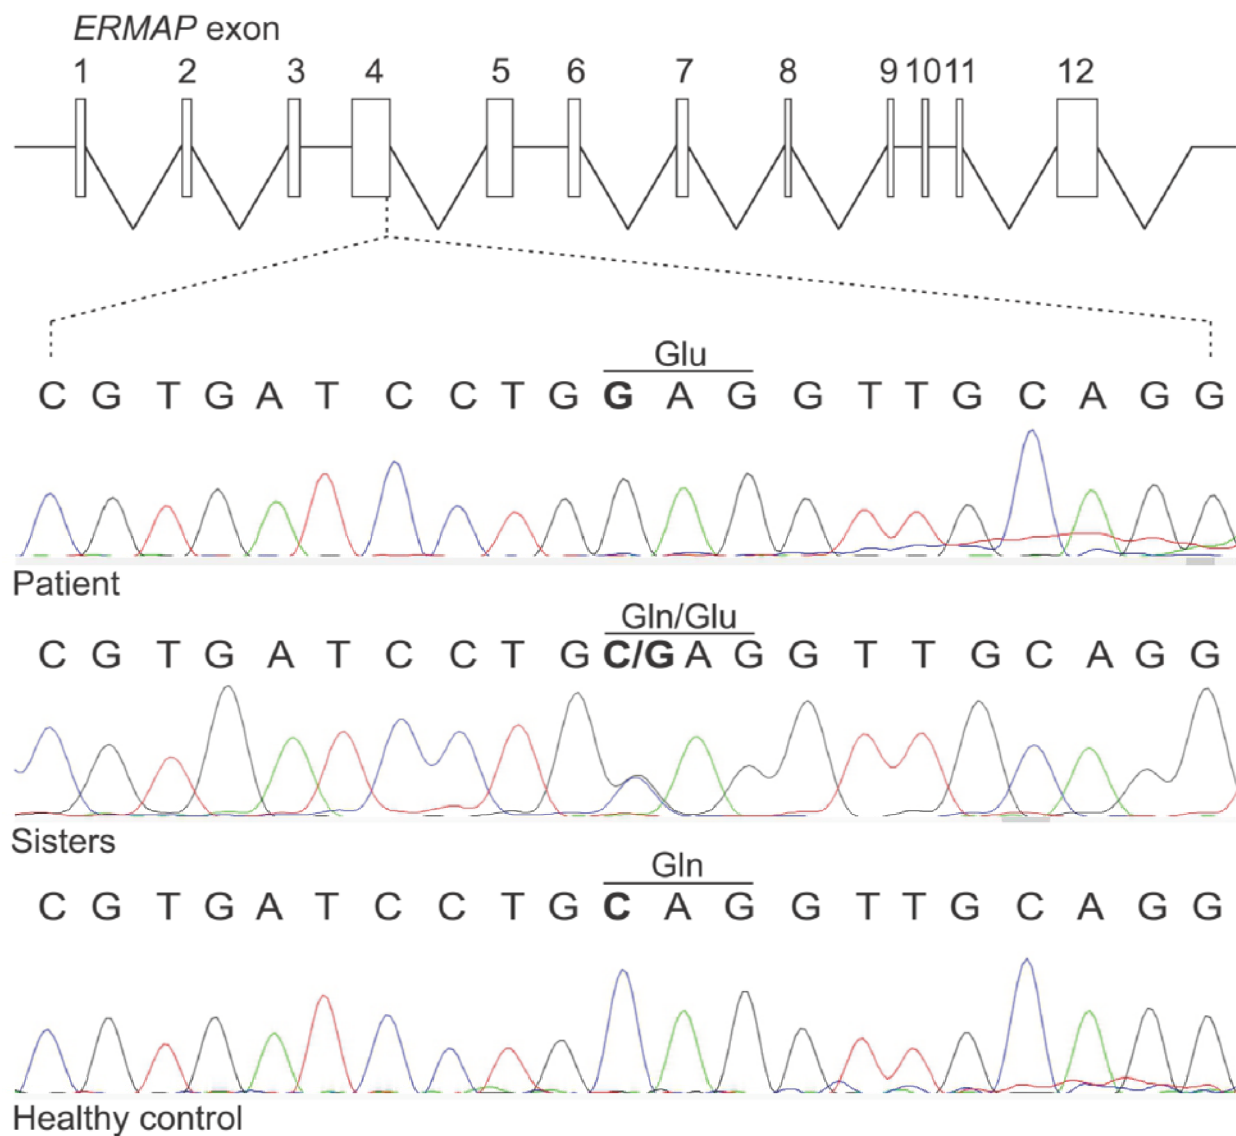 ERMAP exon
1 2 3 4 5 6 7 8 9 10 11 12
Glu
C G T G A T C C T G G A G G T T G C A G G
Patient
Gln/Glu
C G T G A T C C T G C/G A G G T T G C A G G
Sisters
Gln
C G T G A T C C T G C A G G T T G C A G G
Healthy control